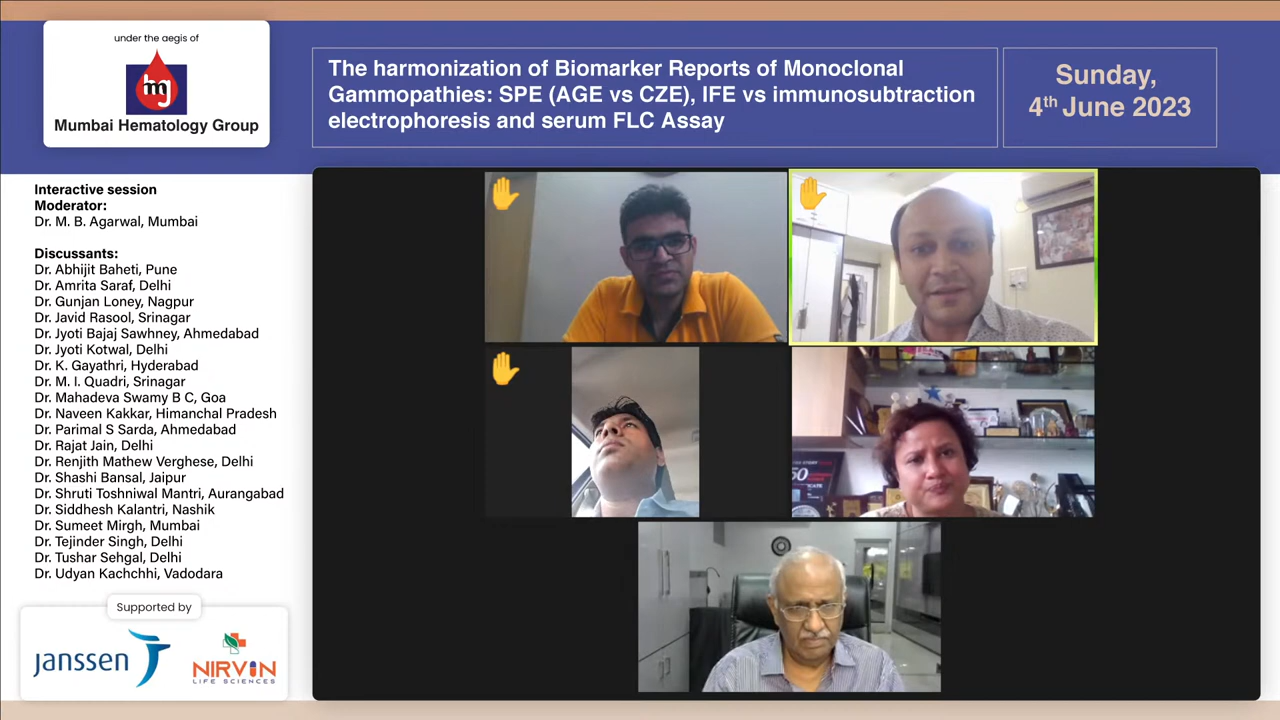 under the aegis of
hg
Mumbai Hematology Group
The harmonization of Biomarker Reports of Monoclonal
Gammopathies: SPE (AGE vs CZE), IFE vs immunosubtraction
electrophoresis and serum FLC Assay
Sunday,
4th June 2023
Interactive session
Moderator:
Dr. M. B. Agarwal, Mumbai
Discussants:
Dr. Abhijit Baheti, Pune
Dr. Amrita Saraf, Delhi
Dr. Gunjan Loney, Nagpur
Dr. Javid Rasool, Srinagar
Dr. Jyoti Bajaj Sawhney, Ahmedabad
Dr. Jyoti Kotwal, Delhi
Dr. K. Gayathri, Hyderabad
Dr. M. I. Quadri, Srinagar
Dr. Mahadeva Swamy B C, Goa
Dr. Naveen Kakkar, Himanchal Pradesh
Dr. Parimal S Sarda, Ahmedabad
Dr. Rajat Jain, Delhi
Dr. Renjith Mathew Verghese, Delhi
Dr. Shashi Bansal, Jaipur
Dr. Shruti Toshniwal Mantri, Aurangabad
Dr. Siddhesh Kalantri, Nashik
Dr. Sumeet Mirgh, Mumbai
Dr. Tejinder Singh, Delhi
Dr. Tushar Sehgal, Delhi
Dr. Udyan Kachchhi, Vadodara
Supported by
janssen
NIRVIN
LIFE SCIENCES
50